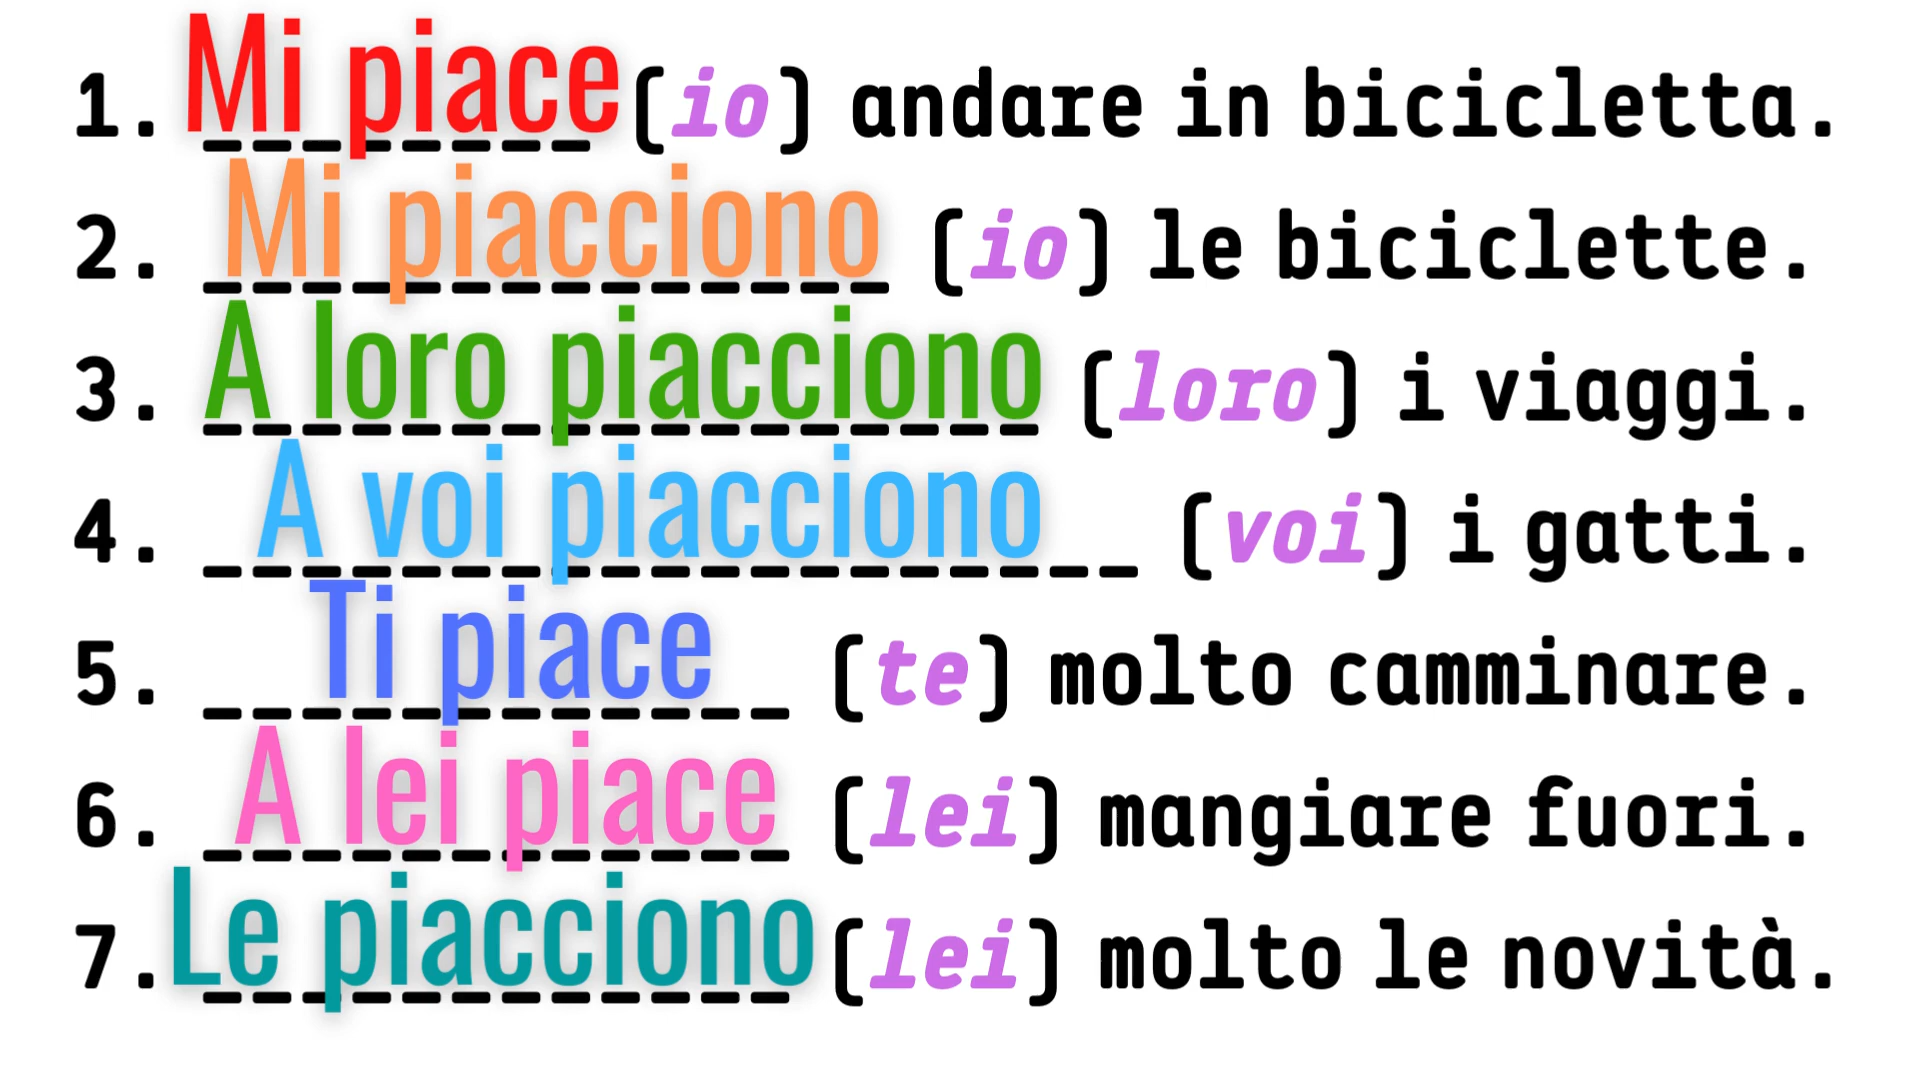 1. Mi piace (io) andare in bicicletta.
2. Mi piacciono (io) le biciclette.
3. A loro piacciono (loro) i viaggi.
4. A voi piacciono (voi) i gatti.
5. Ti piace (te) molto camminare.
6. A lei piace (lei) mangiare fuori.
7. Le piacciono (lei) molto le novità.